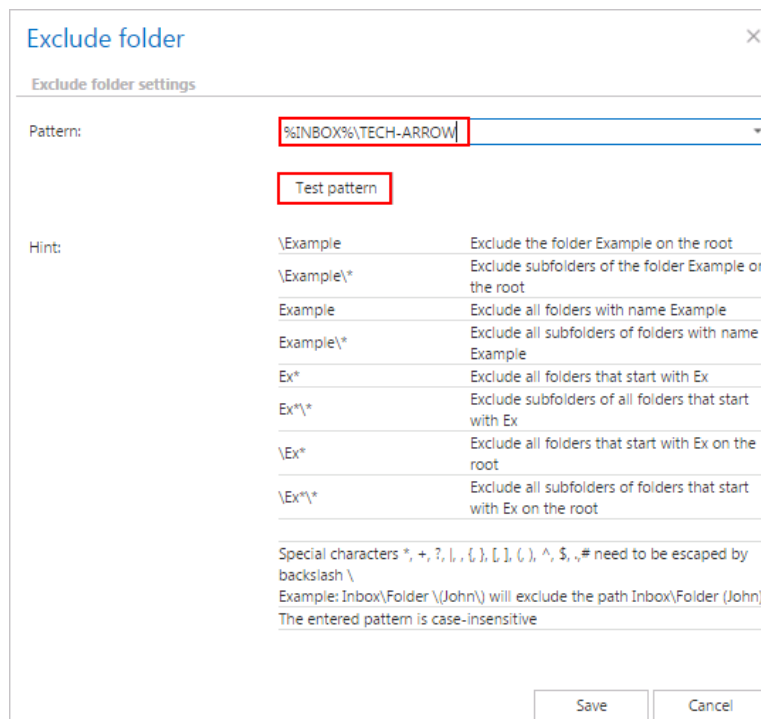 Exclude folder
Exclude folder settings
Pattern:
%INBOX%\TECH-ARROW
Test pattern
Hint:
\Example Exclude the folder Example on the root
\Example\* Exclude subfolders of the folder Example on
the root
Example Exclude all folders with name Example
Example\* Exclude all subfolders of folders with name
Example
Ex* Exclude all folders that start with Ex
Ex*\* Exclude subfolders of all folders that start
with Ex
\Ex* Exclude all folders that start with Ex on the
root
\Ex*\* Exclude all subfolders of folders that start
with Ex on the root
Special characters *, +, ?, |, , {, }, [, ], (, ), ^, $, .,# need to be escaped by
backslash \
Example: Inbox\Folder \(John\) will exclude the path Inbox\Folder (John)
The entered pattern is case-insensitive
Save Cancel